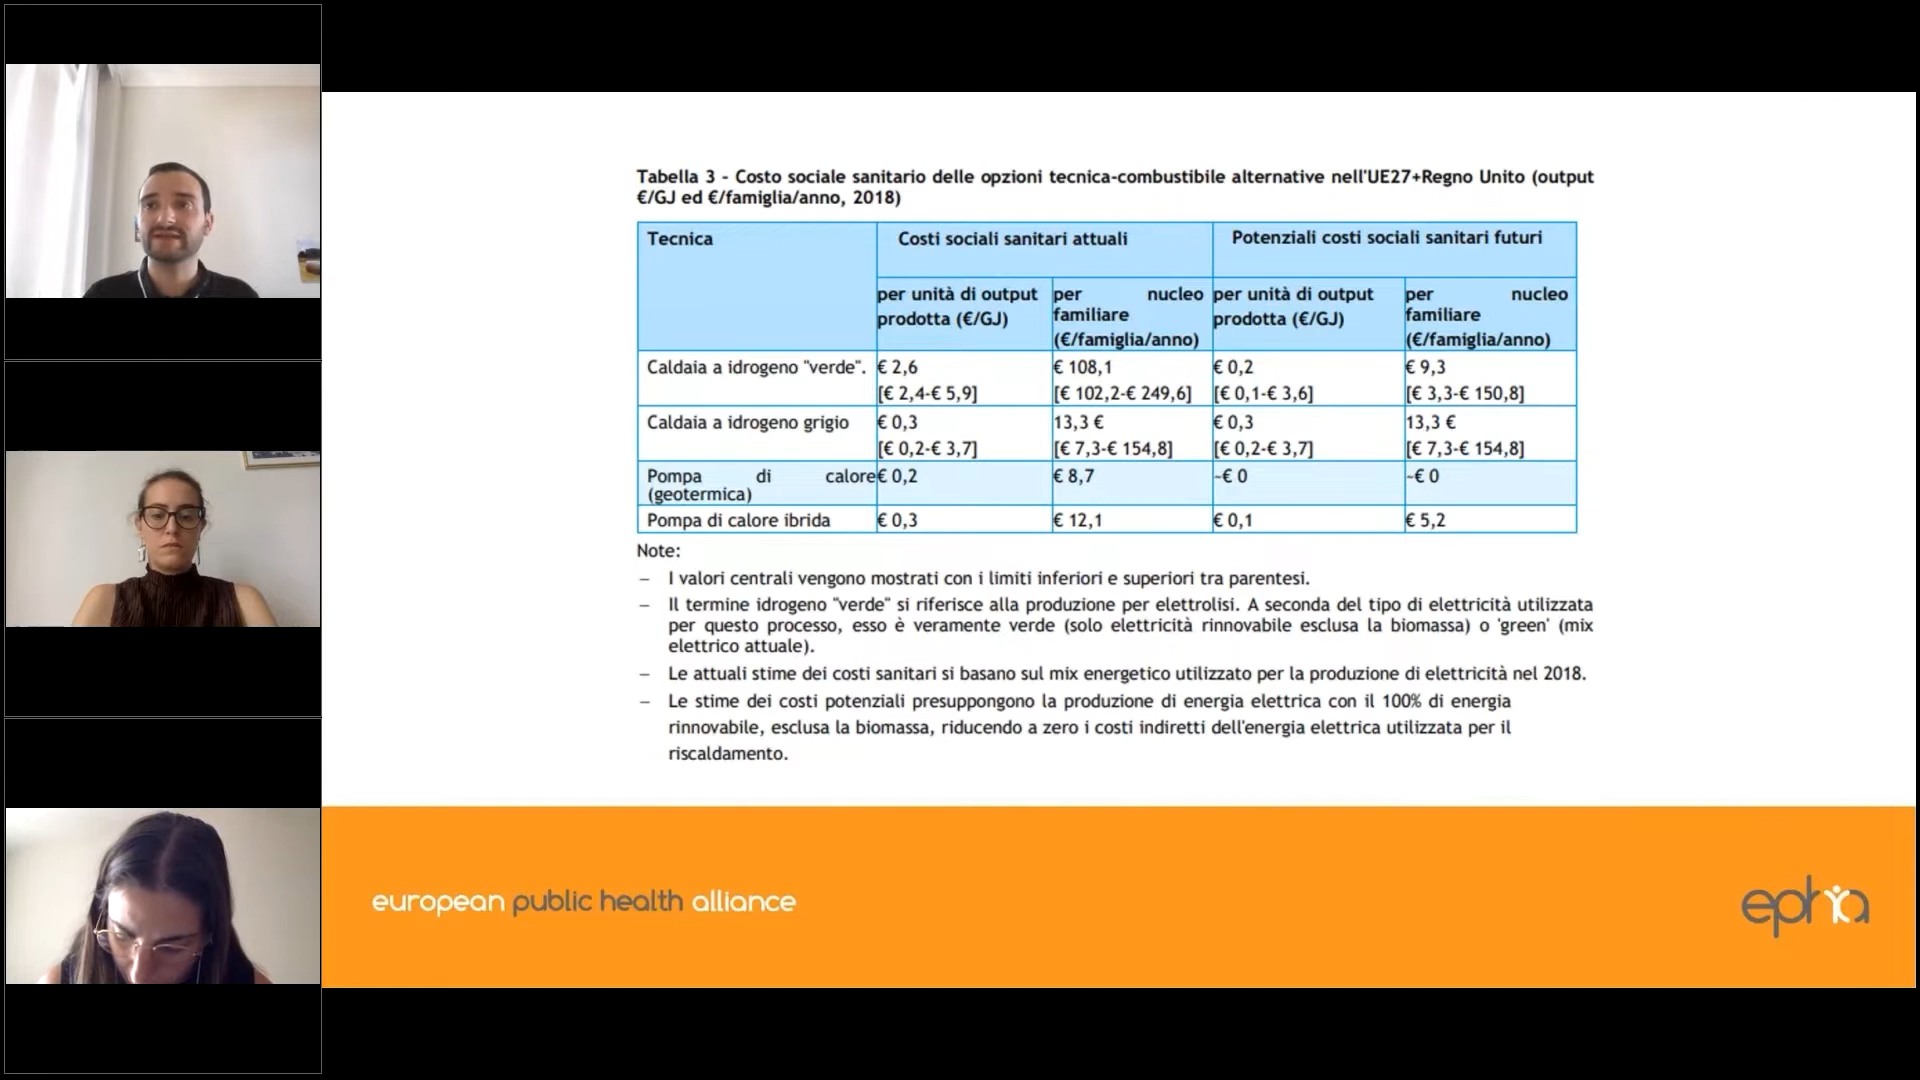 Tabella 3 - Costo sociale sanitario delle opzioni tecnica-combustibile alternative nell'UE27+Regno Unito (output
€/GJ ed €/famiglia/anno, 2018)
Tecnica
Costi sociali sanitari attuali
Potenziali costi sociali sanitari futuri
per unità di output
prodotta (€/GJ)
per nucleo
familiare
(€/famiglia/anno)
per unità di output
prodotta (€/GJ)
per nucleo
familiare
(€/famiglia/anno)
Caldaia a idrogeno "verde".
€ 2,6
[€ 2,4-€ 5,9]
€ 108,1
[€ 102,2-€ 249,6]
€ 0,2
[€ 0,1-€ 3,6]
€ 9,3
[€ 3,3-€ 150,8]
Caldaia a idrogeno grigio
€ 0,3
[€ 0,2-€ 3,7]
13,3 €
[€ 7,3-€ 154,8]
€ 0,3
[€ 0,2-€ 3,7]
13,3 €
[€ 7,3-€ 154,8]
Pompa di calore
(geotermica)
€ 0,2
€ 8,7
~€ 0
~€ 0
Pompa di calore ibrida
€ 0,3
€ 12,1
€ 0,1
€ 5,2
Note:
– I valori centrali vengono mostrati con i limiti inferiori e superiori tra parentesi.
– Il termine idrogeno "verde" si riferisce alla produzione per elettrolisi. A seconda del tipo di elettricità utilizzata
per questo processo, esso è veramente verde (solo elettricità rinnovabile esclusa la biomassa) o 'green' (mix
elettrico attuale).
– Le attuali stime dei costi sanitari si basano sul mix energetico utilizzato per la produzione di elettricità nel 2018.
– Le stime dei costi potenziali presuppongono la produzione di energia elettrica con il 100% di energia
rinnovabile, esclusa la biomassa, riducendo a zero i costi indiretti dell'energia elettrica utilizzata per il
riscaldamento.
european public health alliance
epha